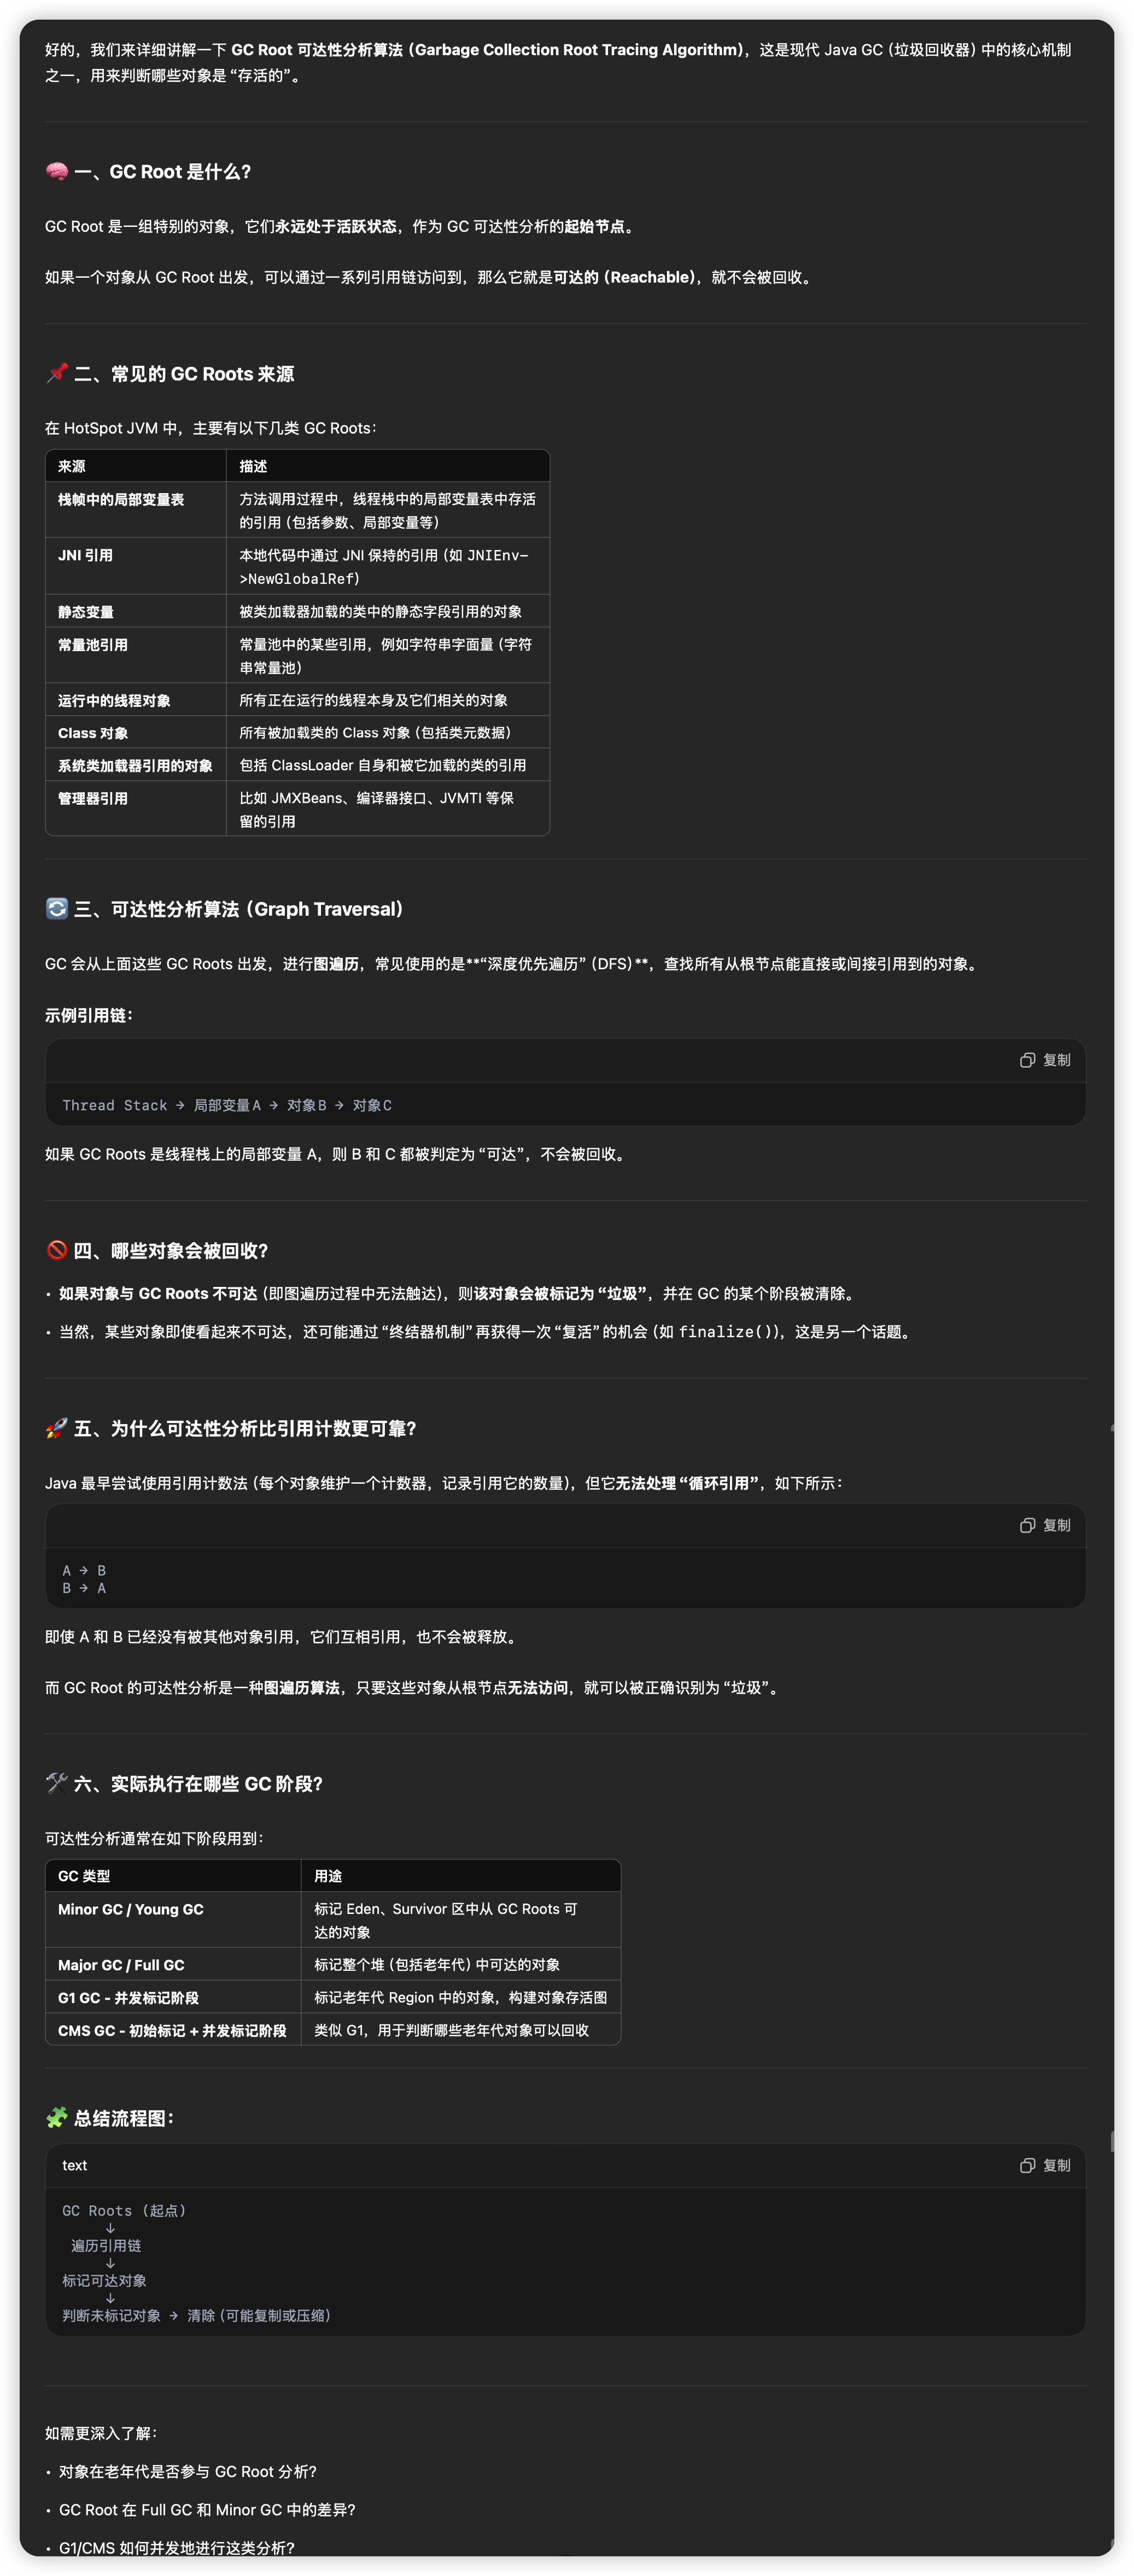 好的，我们来详细讲解一下 GC Root 可达性分析算法（Garbage Collection Root Tracing Algorithm），这是现代 Java GC（垃圾回收器）中的核心机制
之一，用来判断哪些对象是“存活的”。
🧠 一、GC Root 是什么？
GC Root 是一组特别的对象，它们永远处于活跃状态，作为 GC 可达性分析的起始节点。
如果一个对象从 GC Root 出发，可以通过一系列引用链访问到，那么它就是可达的（Reachable），就不会被回收。
📌 二、常见的 GC Roots 来源
在 HotSpot JVM 中，主要有以下几类 GC Roots：
来源 描述
栈帧中的局部变量表 方法调用过程中，线程栈中的局部变量表中存活
的引用（包括参数、局部变量等）
JNI 引用 本地代码中通过 JNI 保持的引用（如 JNIEnv-
>NewGlobalRef）
静态变量 被类加载器加载的类中的静态字段引用的对象
常量池引用 常量池中的某些引用，例如字符串字面量（字符
串常量池）
运行中的线程对象 所有正在运行的线程本身及它们相关的对象
Class 对象 所有被加载类的 Class 对象（包括类元数据）
系统类加载器引用的对象 包括 ClassLoader 自身和被它加载的类的引用
管理器引用 比如 JMXBeans、编译器接口、JVMTI 等保
留的引用
🔄 三、可达性分析算法（Graph Traversal）
GC 会从上面这些 GC Roots 出发，进行图遍历，常见使用的是**“深度优先遍历”（DFS）**，查找所有从根节点能直接或间接引用到的对象。
示例引用链：
复制
Thread Stack → 局部变量A → 对象B → 对象C
如果 GC Roots 是线程栈上的局部变量 A，则 B 和 C 都被判定为“可达”，不会被回收。
🚫 四、哪些对象会被回收？
• 如果对象与 GC Roots 不可达（即图遍历过程中无法触达），则该对象会被标记为“垃圾”，并在 GC 的某个阶段被清除。
• 当然，某些对象即使看起来不可达，还可能通过“终结器机制”再获得一次“复活”的机会（如 finalize()），这是另一个话题。
🚀 五、为什么可达性分析比引用计数更可靠？
Java 最早尝试使用引用计数法（每个对象维护一个计数器，记录引用它的数量），但它无法处理“循环引用”，如下所示：
复制
A → B
B → A
即使 A 和 B 已经没有被其他对象引用，它们互相引用，也不会被释放。
而 GC Root 的可达性分析是一种图遍历算法，只要这些对象从根节点无法访问，就可以被正确识别为“垃圾”。
🛠 六、实际执行在哪些 GC 阶段？
可达性分析通常在如下阶段用到：
GC 类型 用途
Minor GC / Young GC 标记 Eden、Survivor 区中从 GC Roots 可
达的对象
Major GC / Full GC 标记整个堆（包括老年代）中可达的对象
G1 GC - 并发标记阶段 标记老年代 Region 中的对象，构建对象存活图
CMS GC - 初始标记 + 并发标记阶段 类似 G1，用于判断哪些老年代对象可以回收
🧩 总结流程图：
text 复制
GC Roots（起点）
↓
遍历引用链
↓
标记可达对象
↓
判断未标记对象 → 清除（可能复制或压缩）
如需更深入了解：
• 对象在老年代是否参与 GC Root 分析？
• GC Root 在 Full GC 和 Minor GC 中的差异？
• G1/CMS 如何并发地进行这类分析？